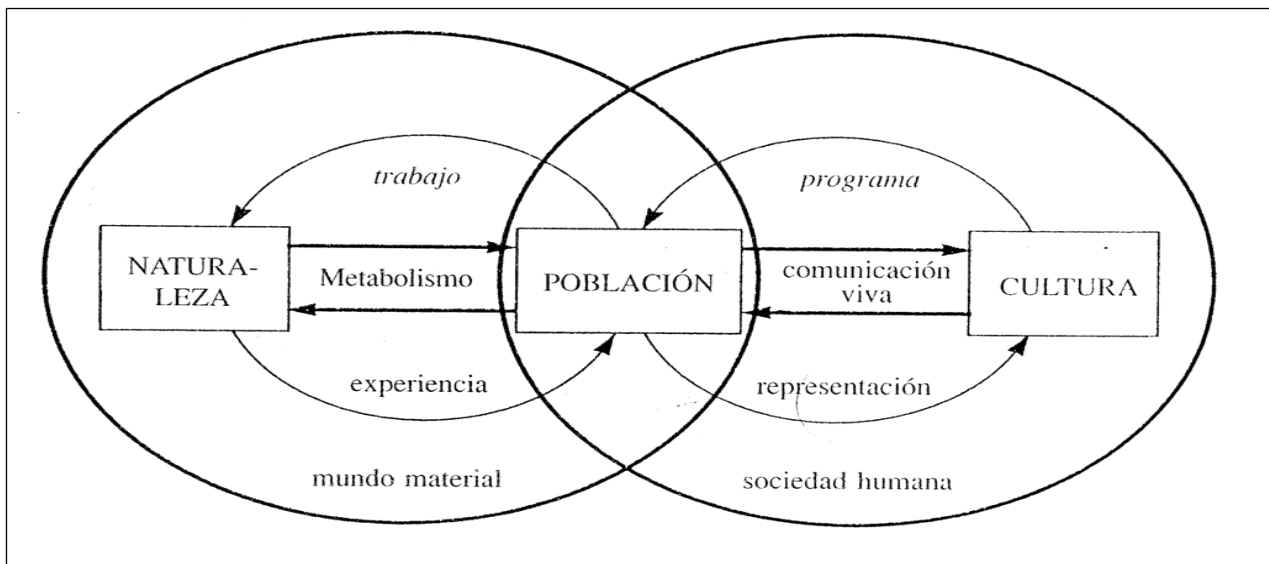 trabajo
programa
NATURA-
LEZA
Metabolismo
POBLACIÓN
comunicación
viva
CULTURA
experiencia
representación
mundo material
sociedad humana